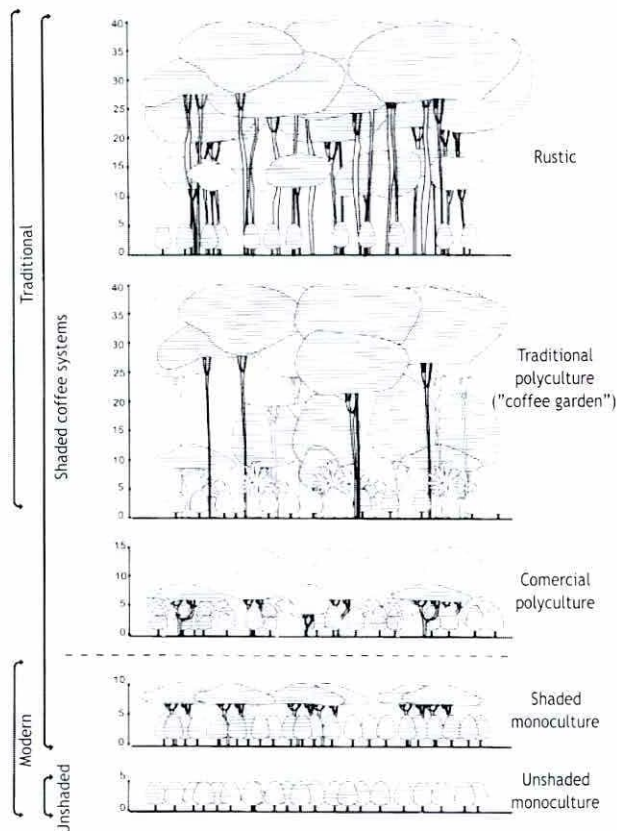 Traditional
Shaded coffee systems
Modern
Unshaded
40
35
30
25
20
15
10
5
0
Rustic
40
35
30
25
20
15
10
5
0
Traditional
polyculture
("coffee garden")
15
10
5
0
Comercial
polyculture
10
5
0
Shaded
monoculture
5
0
Unshaded
monoculture